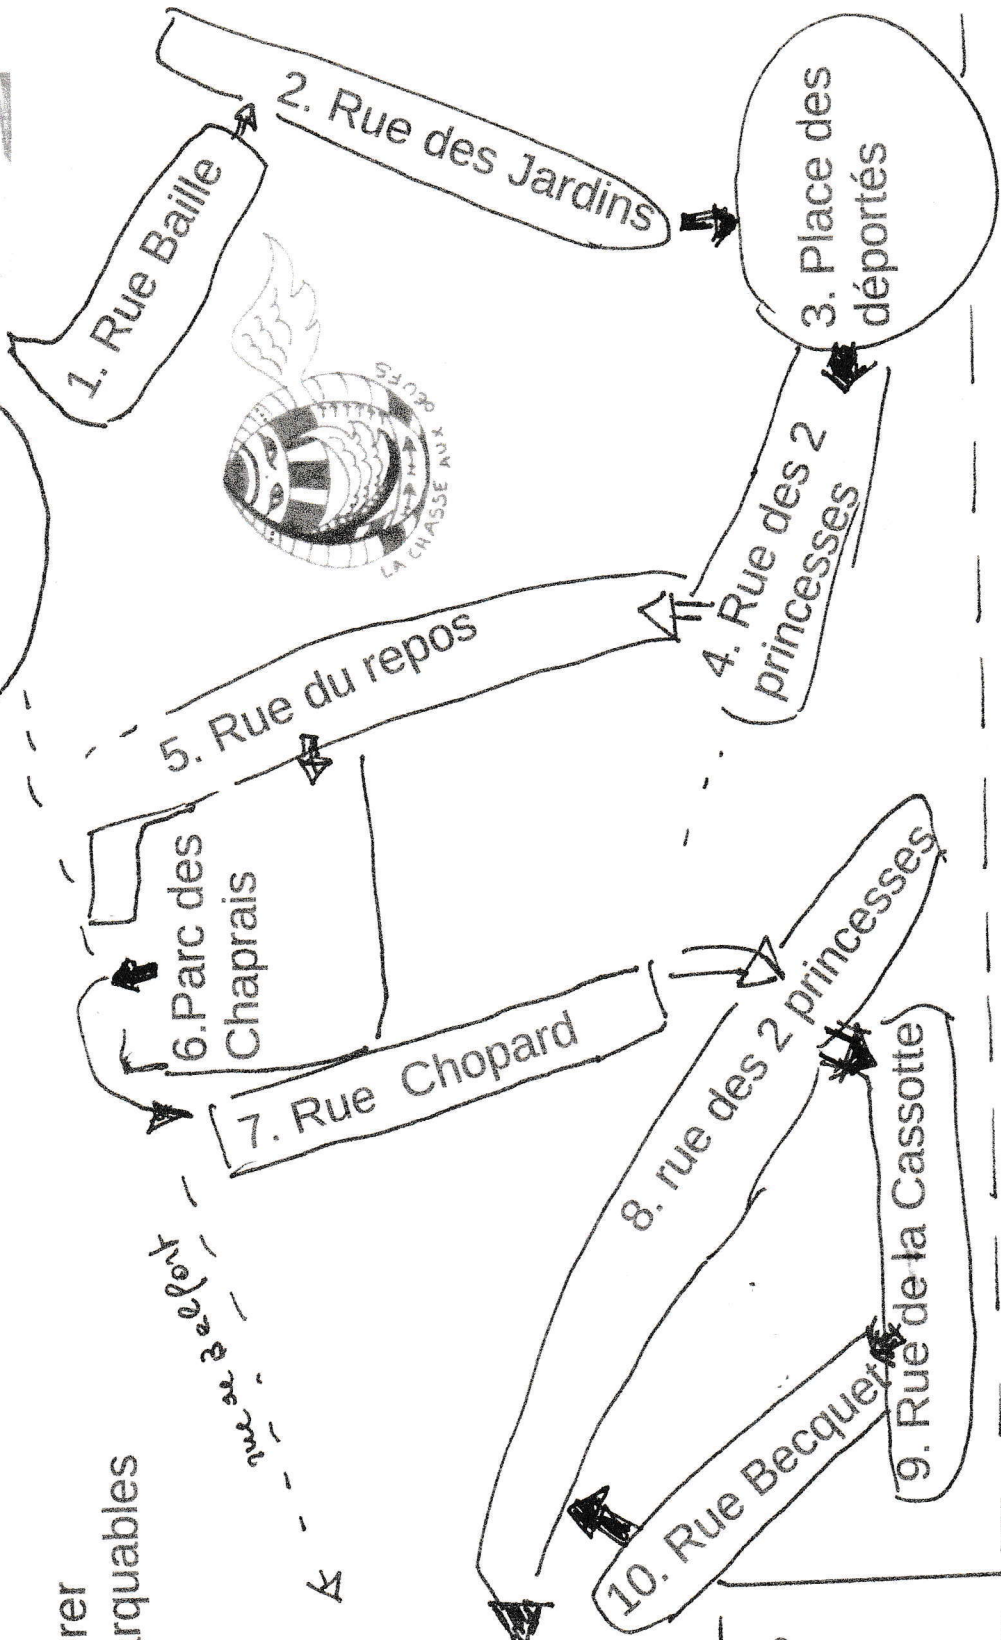 1. Rue Baille
2. Rue des Jardins
3. Place des
déportés
4. Rue des 2
princesses
5. Rue du repos
6.Parc des
Chaprais
7. Rue Chopard
8. rue des 2 princesses
9. Rue de la Cassotte
10. Rue Becquet
LA CHASSE AUX OEUFS
rue de Belfort
rer
rquables